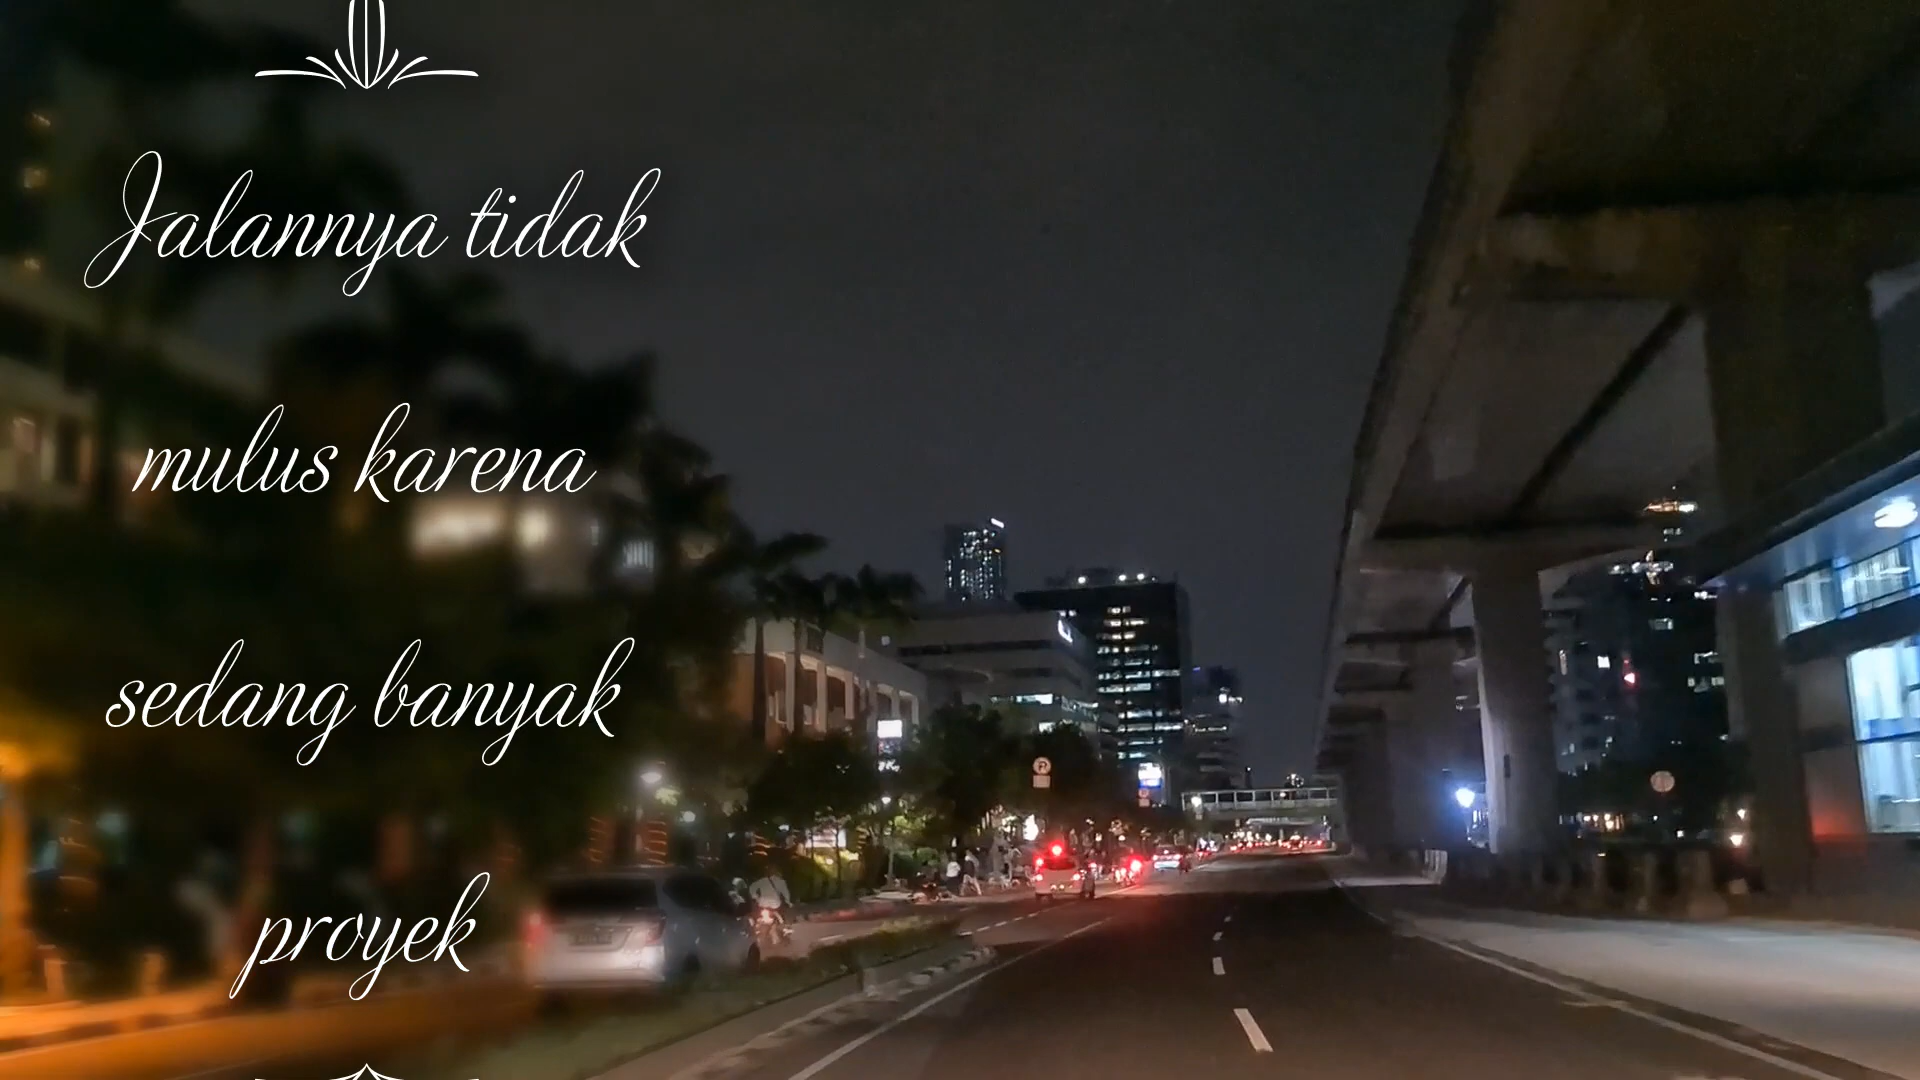 Jalannya tidak
mulus karena
sedang banyak
proyek